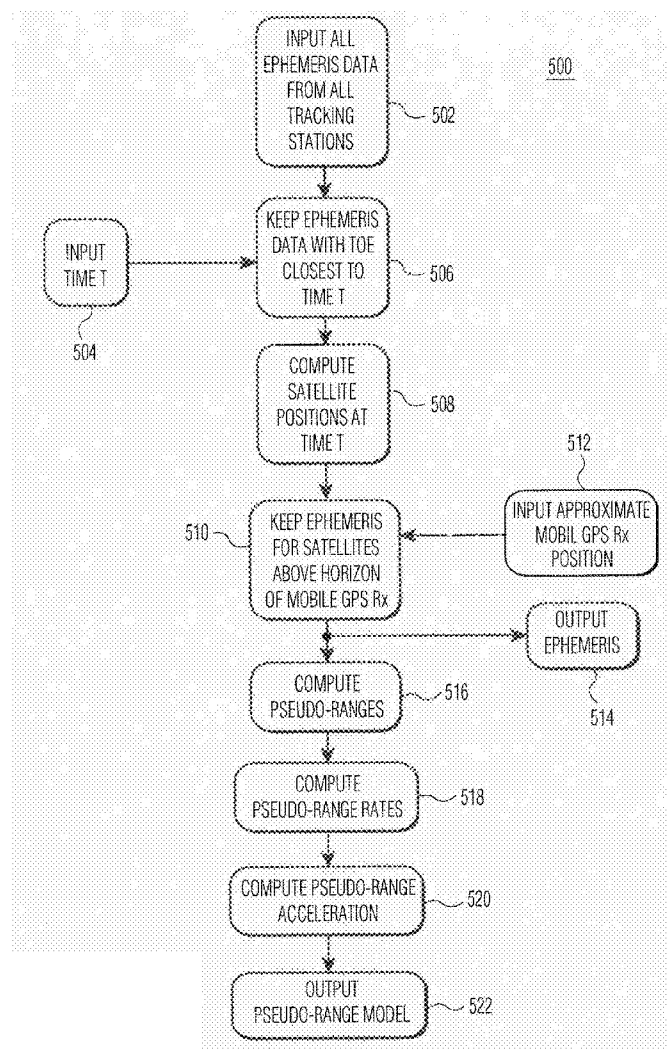 INPUT ALL
EPHEMERIS DATA
FROM ALL
TRACKING
STATIONS
500
502
INPUT
TIME T
504
KEEP EPHEMERIS
DATA WITH TOE
CLOSEST TO
TIME T
506
COMPUTE
SATELLITE
POSITIONS AT
TIME T
508
510
KEEP EPHEMERIS
FOR SATELLITES
ABOVE HORIZON
OF MOBILE GPS Rx
512
INPUT APPROXIMATE
MOBIL GPS Rx
POSITION
OUTPUT
EPHEMERIS
514
COMPUTE
PSEUDO-RANGES
516
COMPUTE
PSEUDO-RANGE RATES
518
COMPUTE PSEUDO-RANGE
ACCELERATION
520
OUTPUT
PSEUDO-RANGE MODEL
522